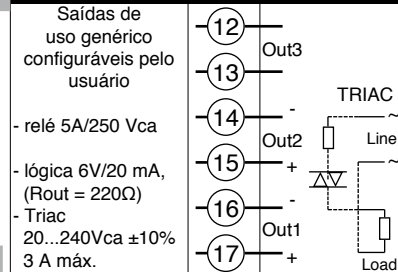 Saídas de
uso genérico
configuráveis pelo
usuário
- relé 5A/250 Vca
- lógica 6V/20 mA,
(Rout = 220Ω)
- Triac
20...240Vca ±10%
3 A máx.
12
Out3
13
14 -
Out2
15 +
16 -
Out1
17 +
TRIAC
~
Line
~
Load